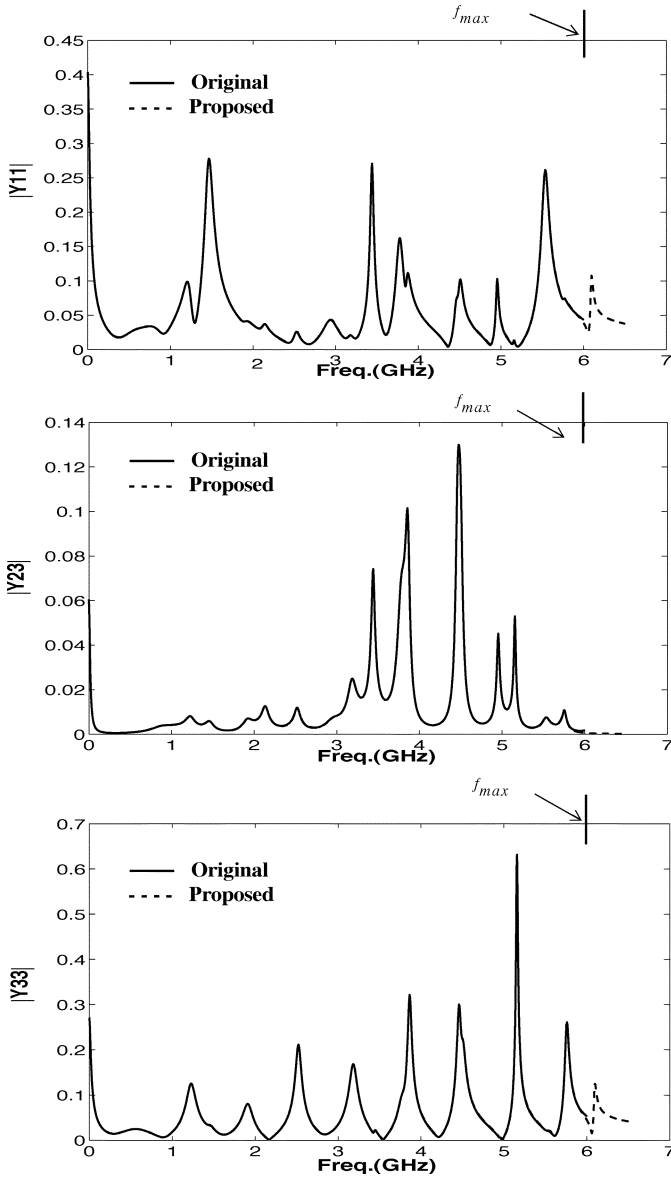 f max
0.45
0.4
0.35
0.3
0.25
0.2
0.15
0.1
0.05
0
|Y11|
Original
Proposed
0 1 2 3 4 5 6 7
Freq.(GHz)
f max
0.14
0.12
0.1
0.08
0.06
0.04
0.02
0
|Y23|
Original
Proposed
0 1 2 3 4 5 6 7
Freq.(GHz)
f max
0.7
0.6
0.5
0.4
0.3
0.2
0.1
0
|Y33|
Original
Proposed
0 1 2 3 4 5 6 7
Freq.(GHz)